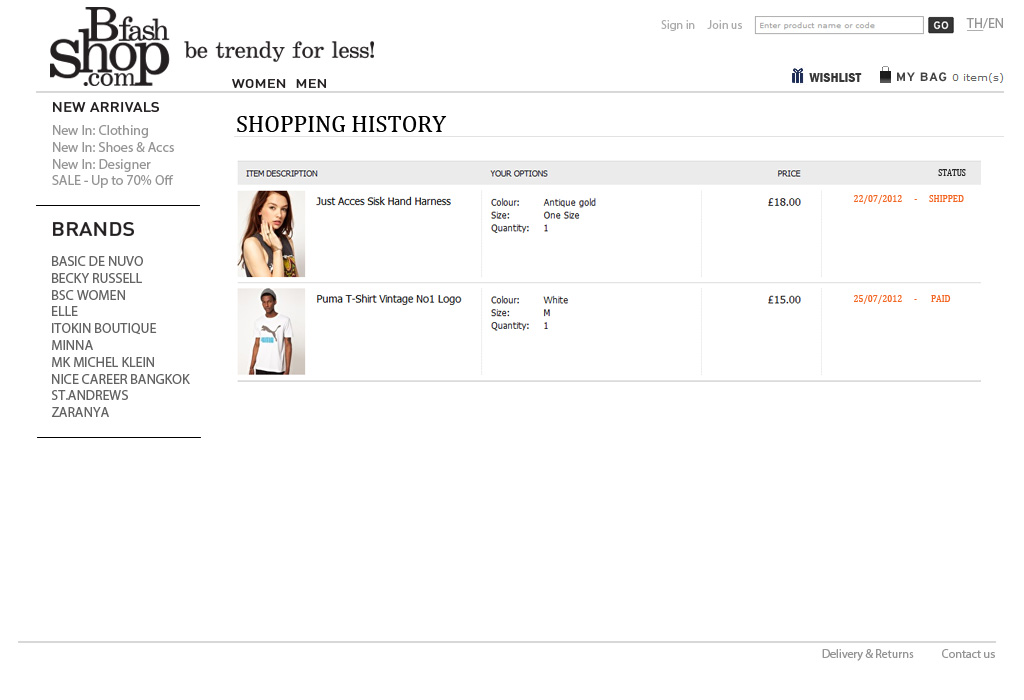 Bfash
Shop
.com
be trendy for less!
Sign in Join us Enter product name or code GO TH/EN
WOMEN MEN
WISHLIST MY BAG 0 item(s)
NEW ARRIVALS
New In: Clothing
New In: Shoes & Accs
New In: Designer
SALE - Up to 70% Off
BRANDS
BASIC DE NUVO
BECKY RUSSELL
BSC WOMEN
ELLE
ITOKIN BOUTIQUE
MINNA
MK MICHEL KLEIN
NICE CAREER BANGKOK
ST.ANDREWS
ZARANYA
SHOPPING HISTORY
ITEM DESCRIPTION YOUR OPTIONS PRICE STATUS
Just Acces Sisk Hand Harness Colour: Antique gold £18.00 22/07/2012 - SHIPPED
Size: One Size
Quantity: 1
Puma T-Shirt Vintage No1 Logo Colour: White £15.00 25/07/2012 - PAID
Size: M
Quantity: 1
Delivery & Returns Contact us